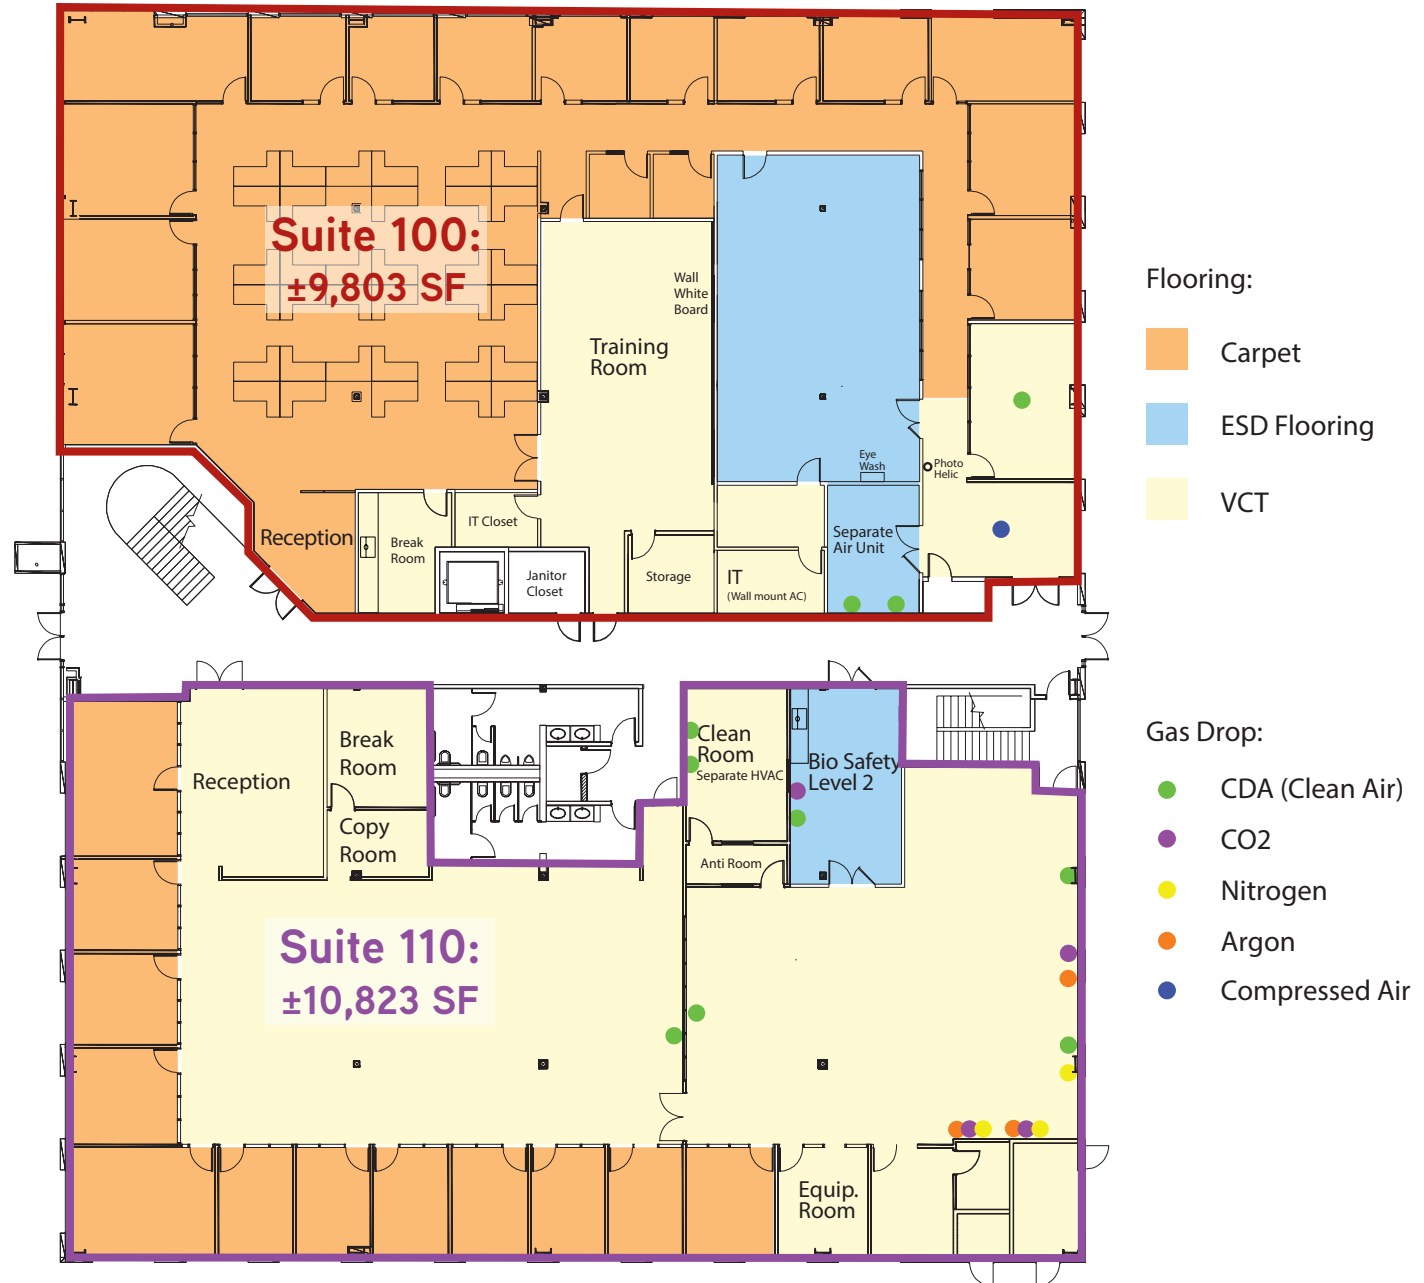 Suite 100:
±9,803 SF
Wall
White
Board
Training
Room
Eye
Wash
Photo
Helic
IT Closet
Reception
Break
Room
Separate
Air Unit
Janitor
Closet
Storage
IT
(Wall mount AC)
Flooring:
Carpet
ESD Flooring
VCT
Clean
Room
Separate HVAC
Break
Room
Reception
Bio Safety
Level 2
Copy
Room
Anti Room
Suite 110:
±10,823 SF
Equip.
Room
Gas Drop:
CDA (Clean Air)
CO2
Nitrogen
Argon
Compressed Air